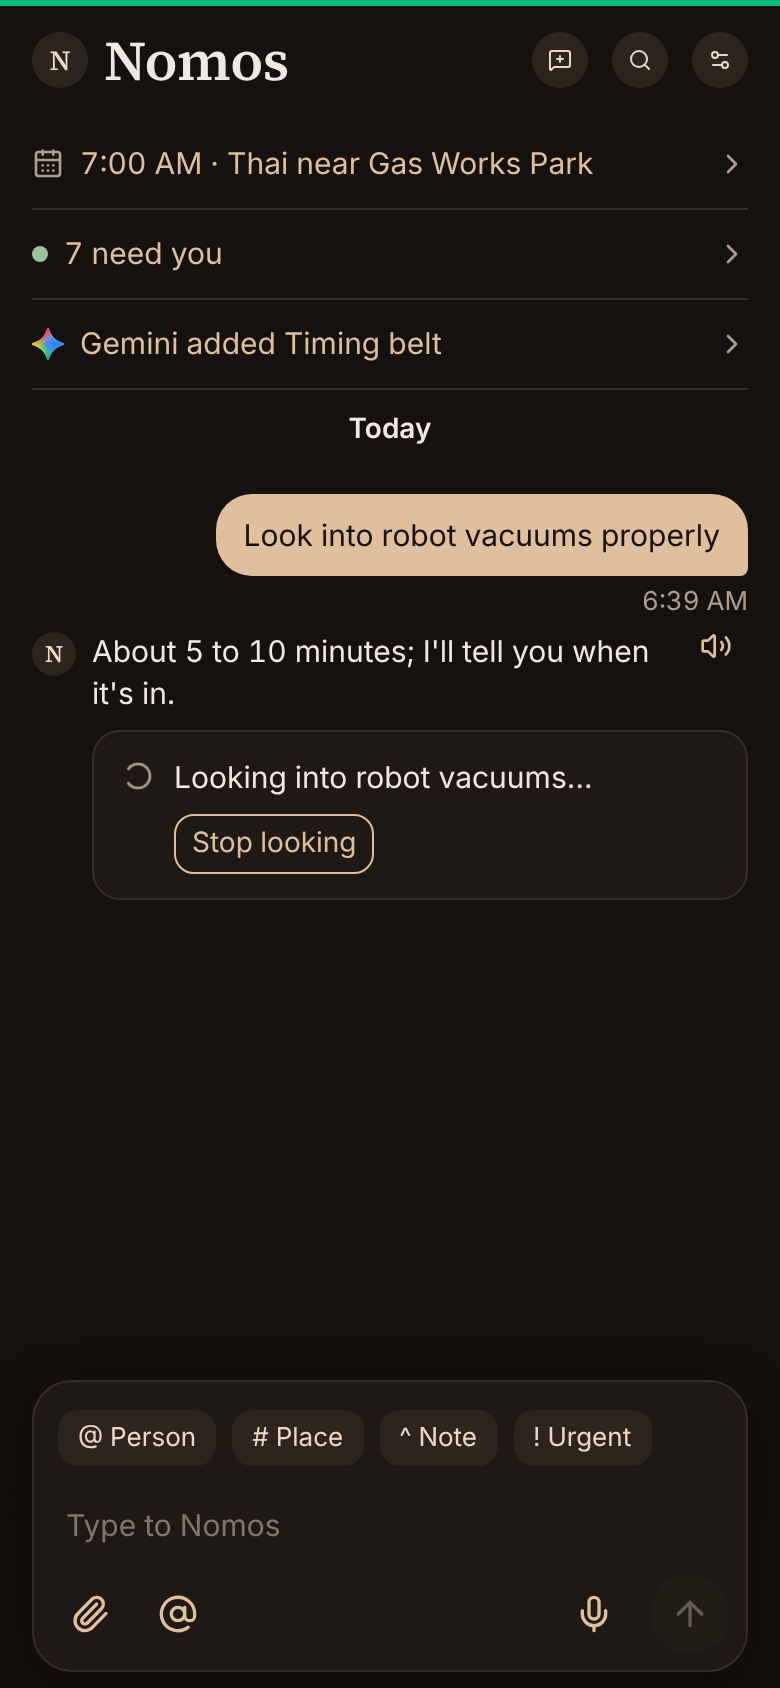 N Nomos
7:00 AM · Thai near Gas Works Park
7 need you
Gemini added Timing belt
Today
Look into robot vacuums properly
6:39 AM
N About 5 to 10 minutes; I'll tell you when
it's in.
Looking into robot vacuums...
Stop looking
@ Person # Place ^ Note ! Urgent
Type to Nomos